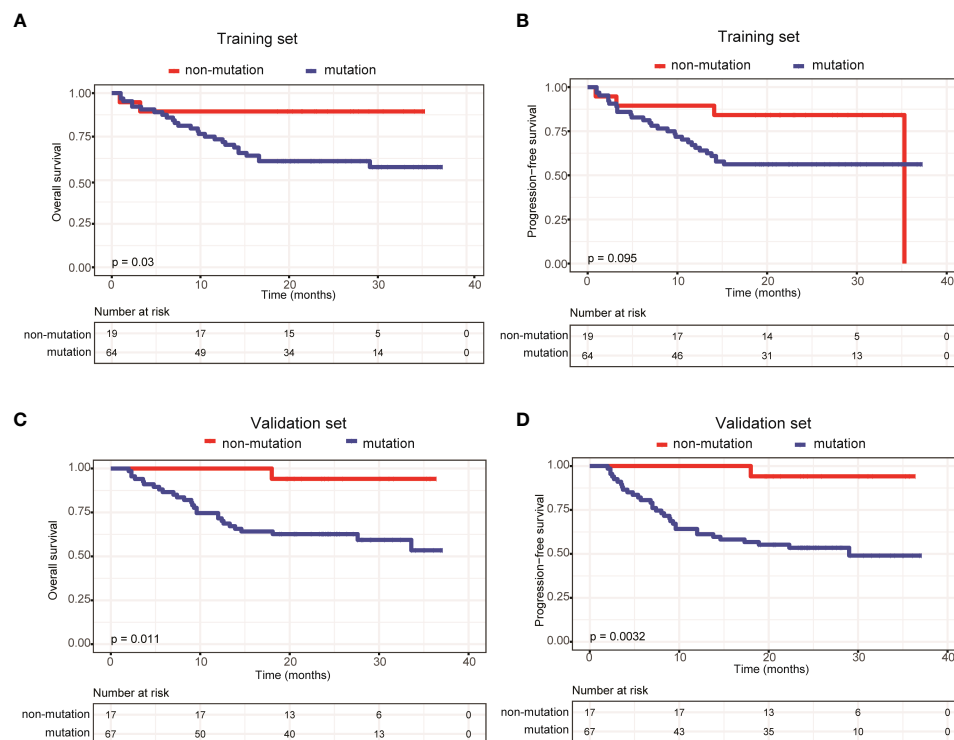 A
Training set
non-mutation mutation
Overall survival
1.00
0.75
0.50
0.25
0.00
p = 0.03
0 10 20 30 40
Time (months)
Number at risk
non-mutation 19 17 15 5 0
mutation 64 49 34 14 0
B
Training set
non-mutation mutation
Progression-free survival
1.00
0.75
0.50
0.25
0.00
p = 0.095
0 10 20 30 40
Time (months)
Number at risk
non-mutation 19 17 14 5 0
mutation 64 46 31 13 0
C
Validation set
non-mutation mutation
Overall survival
1.00
0.75
0.50
0.25
0.00
p = 0.011
0 10 20 30 40
Time (months)
Number at risk
non-mutation 17 17 13 6 0
mutation 67 50 40 13 0
D
Validation set
non-mutation mutation
Progression-free survival
1.00
0.75
0.50
0.25
0.00
p = 0.0032
0 10 20 30 40
Time (months)
Number at risk
non-mutation 17 17 13 6 0
mutation 67 43 35 10 0